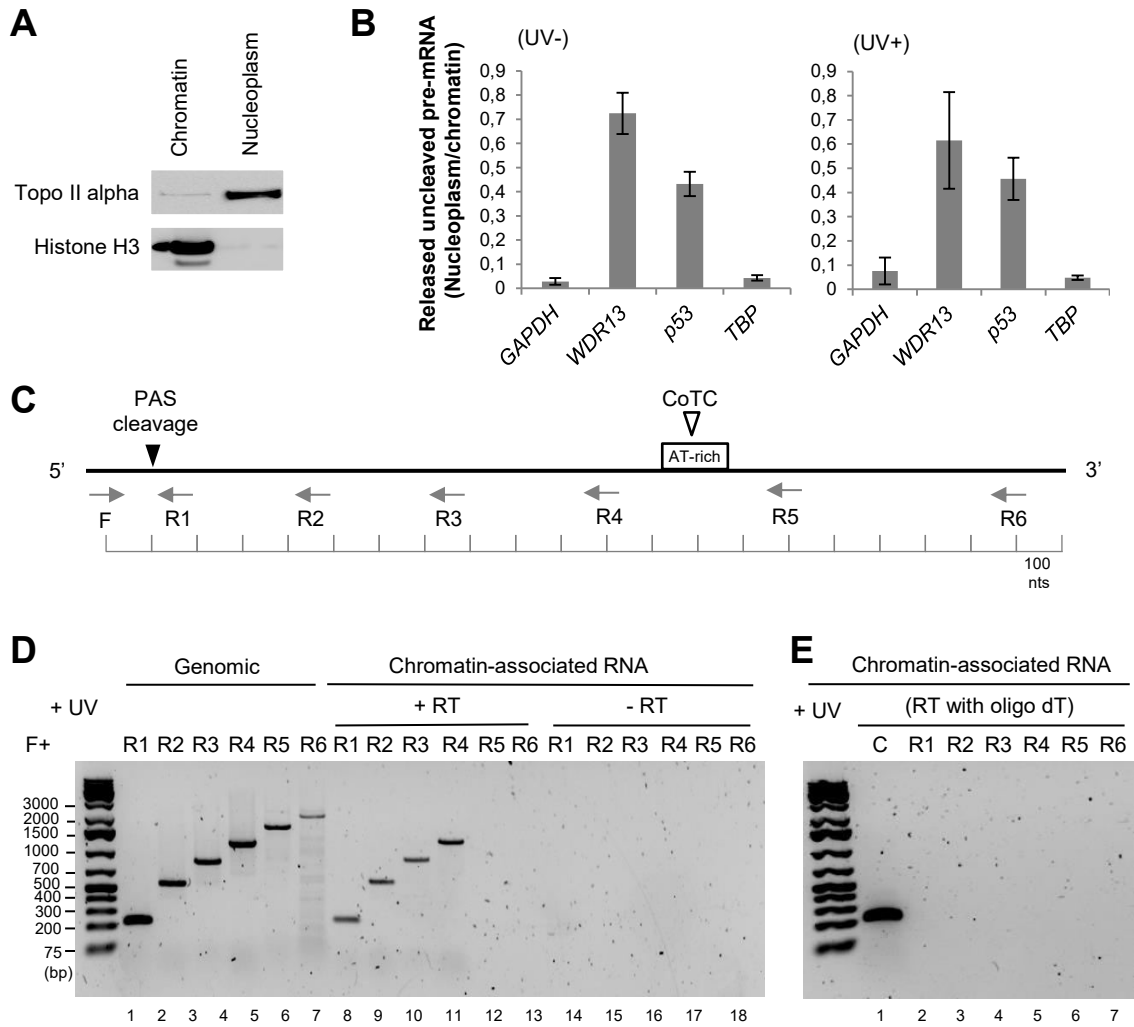 A
Chromatin
Nucleoplasm
Topo II alpha
Histone H3
B
Released uncleaved pre-mRNA
(Nucleoplasm/chromatin)
(UV-)
0,9
0,8
0,7
0,6
0,5
0,4
0,3
0,2
0,1
0
GAPDH
WDR13
p53
TBP
(UV+)
0,9
0,8
0,7
0,6
0,5
0,4
0,3
0,2
0,1
0
GAPDH
WDR13
p53
TBP
C
PAS
cleavage
CoTC
AT-rich
5’
3’
F R1 R2 R3 R4 R5 R6
100
nts
D
Genomic Chromatin-associated RNA
+ UV + RT - RT
F+ R1 R2 R3 R4 R5 R6 R1 R2 R3 R4 R5 R6 R1 R2 R3 R4 R5 R6
3000
2000
1500
1000
700
500
400
300
200
75
(bp)
1 2 3 4 5 6 7 8 9 10 11 12 13 14 15 16 17 18
E
Chromatin-associated RNA
+ UV (RT with oligo dT)
C R1 R2 R3 R4 R5 R6
1 2 3 4 5 6 7